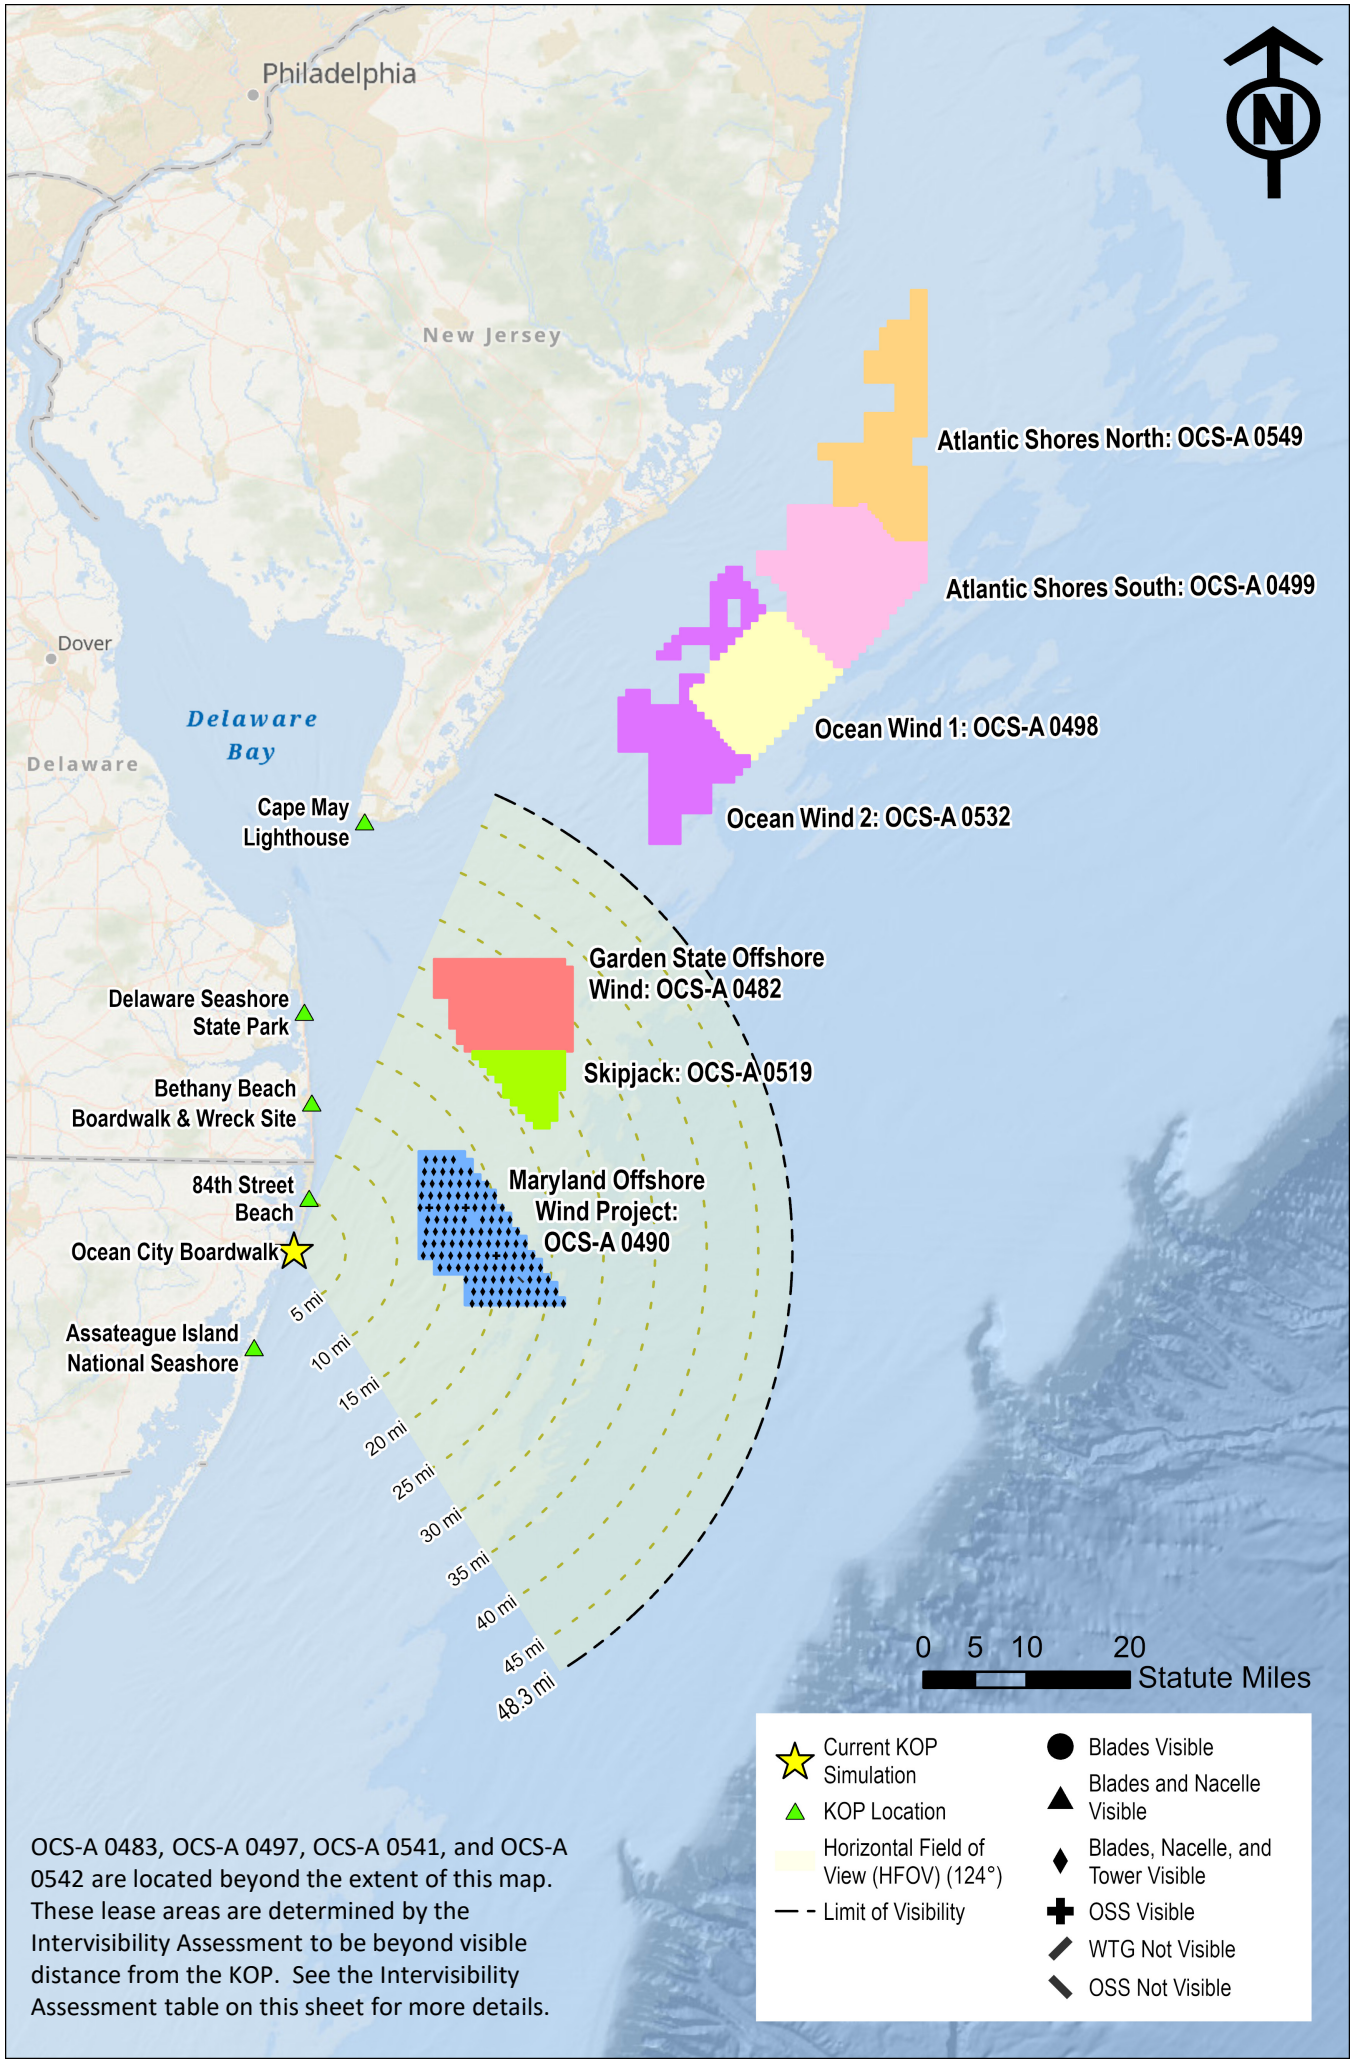 Philadelphia
N
New Jersey
Atlantic Shores North: OCS-A 0549
Atlantic Shores South: OCS-A 0499
Dover
Delaware
Bay
Delaware
Ocean Wind 1: OCS-A 0498
Cape May
Lighthouse
Ocean Wind 2: OCS-A 0532
Garden State Offshore
Wind: OCS-A 0482
Delaware Seashore
State Park
Skipjack: OCS-A 0519
Bethany Beach
Boardwalk & Wreck Site
84th Street
Beach
Maryland Offshore
Wind Project:
OCS-A 0490
Ocean City Boardwalk
Assateague Island
National Seashore
5 mi
10 mi
15 mi
20 mi
25 mi
30 mi
35 mi
40 mi
45 mi
48.3 mi
0 5 10 20
Statute Miles
Current KOP
Simulation
KOP Location
Horizontal Field of
View (HFOV) (124°)
Limit of Visibility
Blades Visible
Blades and Nacelle
Visible
Blades, Nacelle, and
Tower Visible
OSS Visible
WTG Not Visible
OSS Not Visible
OCS-A 0483, OCS-A 0497, OCS-A 0541, and OCS-A
0542 are located beyond the extent of this map.
These lease areas are determined by the
Intervisibility Assessment to be beyond visible
distance from the KOP.  See the Intervisibility
Assessment table on this sheet for more details.